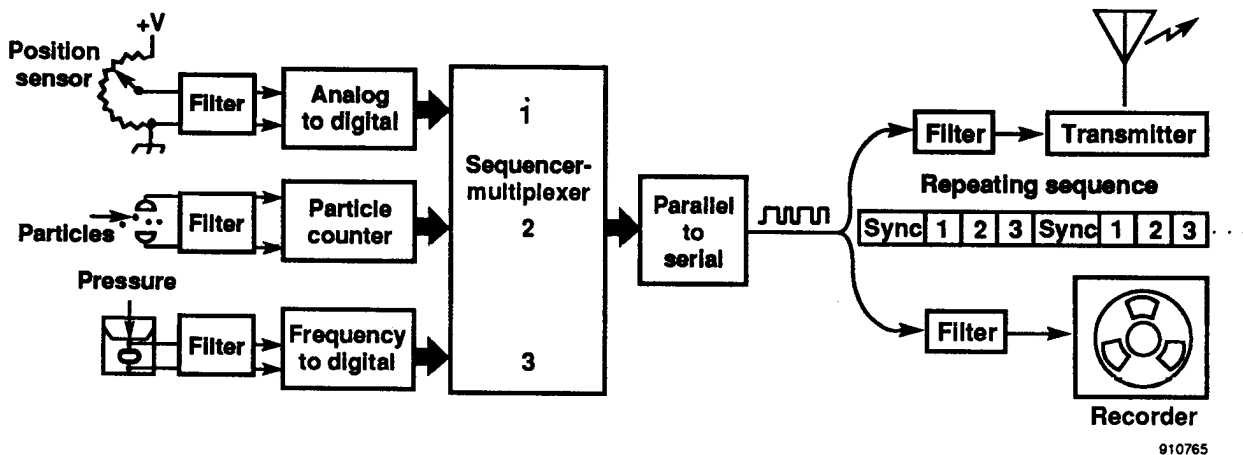 +V
Position
sensor
Filter
Analog
to digital
1
Particles
Filter
Particle
counter
Sequencer-
multiplexer
2
Pressure
Filter
Frequency
to digital
3
Parallel
to
serial
Filter
Transmitter
Repeating sequence
Sync 1 2 3 Sync 1 2 3 . . .
Filter
Recorder
910765